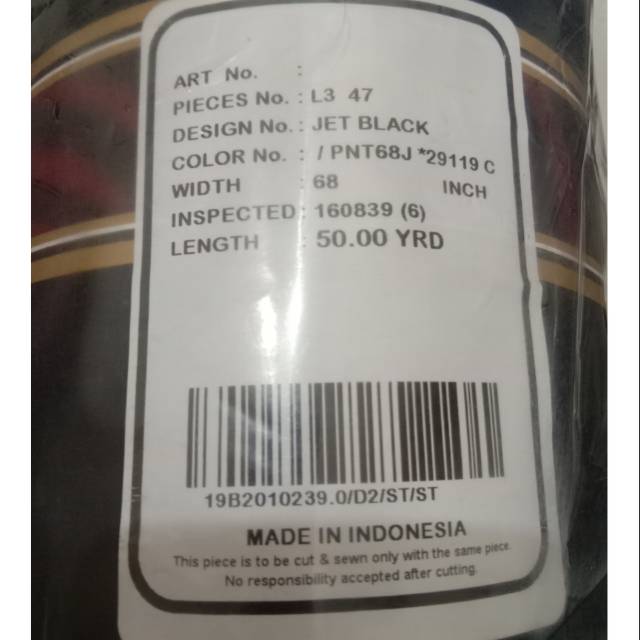 ART No. :
PIECES No. : L3 47
DESIGN No. : JET BLACK
COLOR No. : / PNT68J *29119 C
WIDTH : 68 INCH
INSPECTED : 160839 (6)
LENGTH : 50.00 YRD
19B2010239.0/D2/ST/ST
MADE IN INDONESIA
This piece is to be cut & sewn only with the same piece.
No responsibility accepted after cutting.